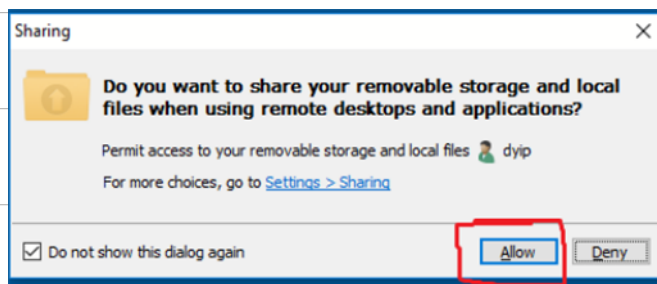 Sharing
Do you want to share your removable storage and local
files when using remote desktops and applications?
Permit access to your removable storage and local files dyip
For more choices, go to Settings > Sharing
Do not show this dialog again Allow Deny